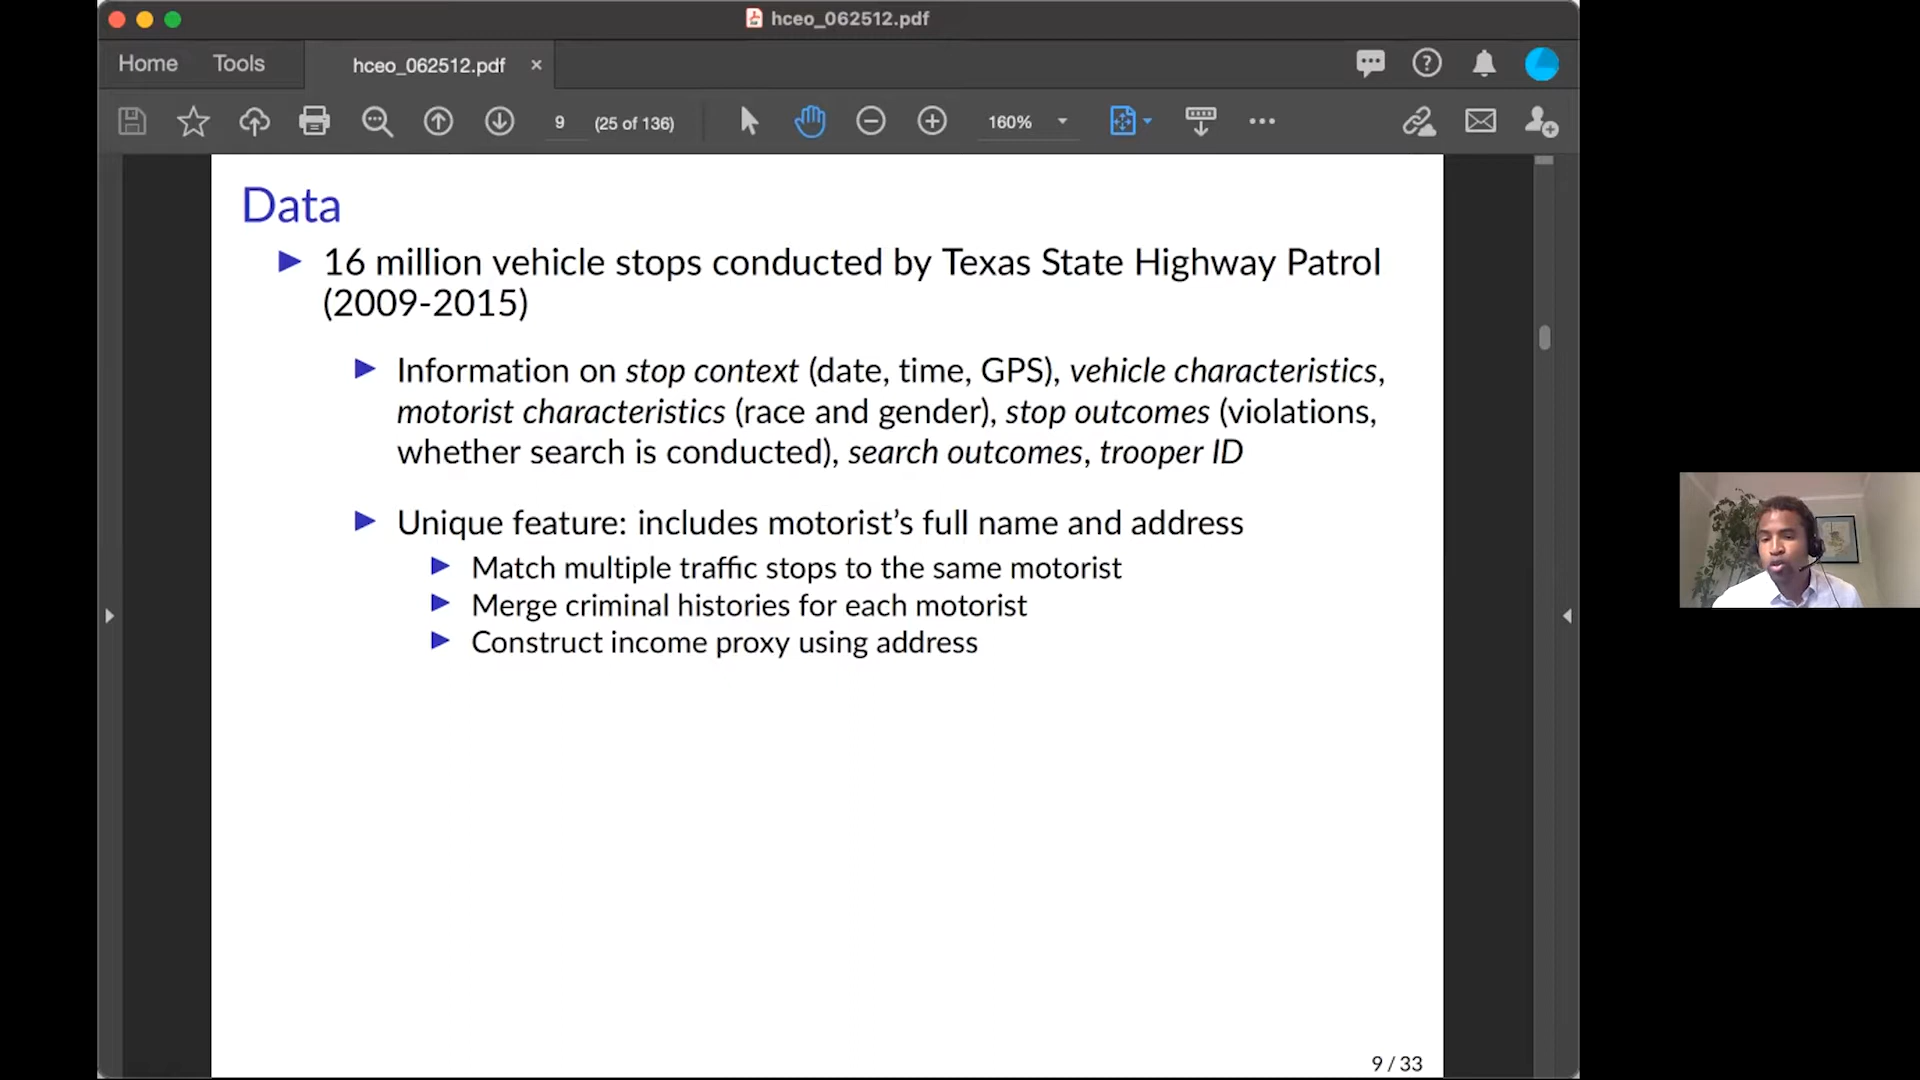 hceo_062512.pdf
Home Tools hceo_062512.pdf ×
9 (25 of 136) 160%
Data
16 million vehicle stops conducted by Texas State Highway Patrol
(2009-2015)
Information on stop context (date, time, GPS), vehicle characteristics,
motorist characteristics (race and gender), stop outcomes (violations,
whether search is conducted), search outcomes, trooper ID
Unique feature: includes motorist's full name and address
Match multiple traffic stops to the same motorist
Merge criminal histories for each motorist
Construct income proxy using address
9 / 33